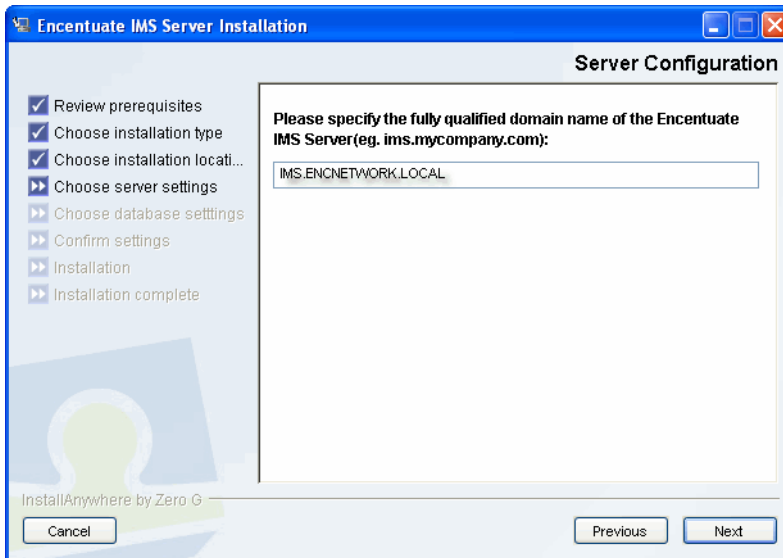 Encentuate IMS Server Installation
Server Configuration
Review prerequisites
Choose installation type
Choose installation locati...
Choose server settings
Choose database setttings
Confirm settings
Installation
Installation complete
Please specify the fully qualified domain name of the Encentuate
IMS Server(eg. ims.mycompany.com):
IMS.ENCNETWORK.LOCAL
InstallAnywhere by Zero G
Cancel
Previous
Next